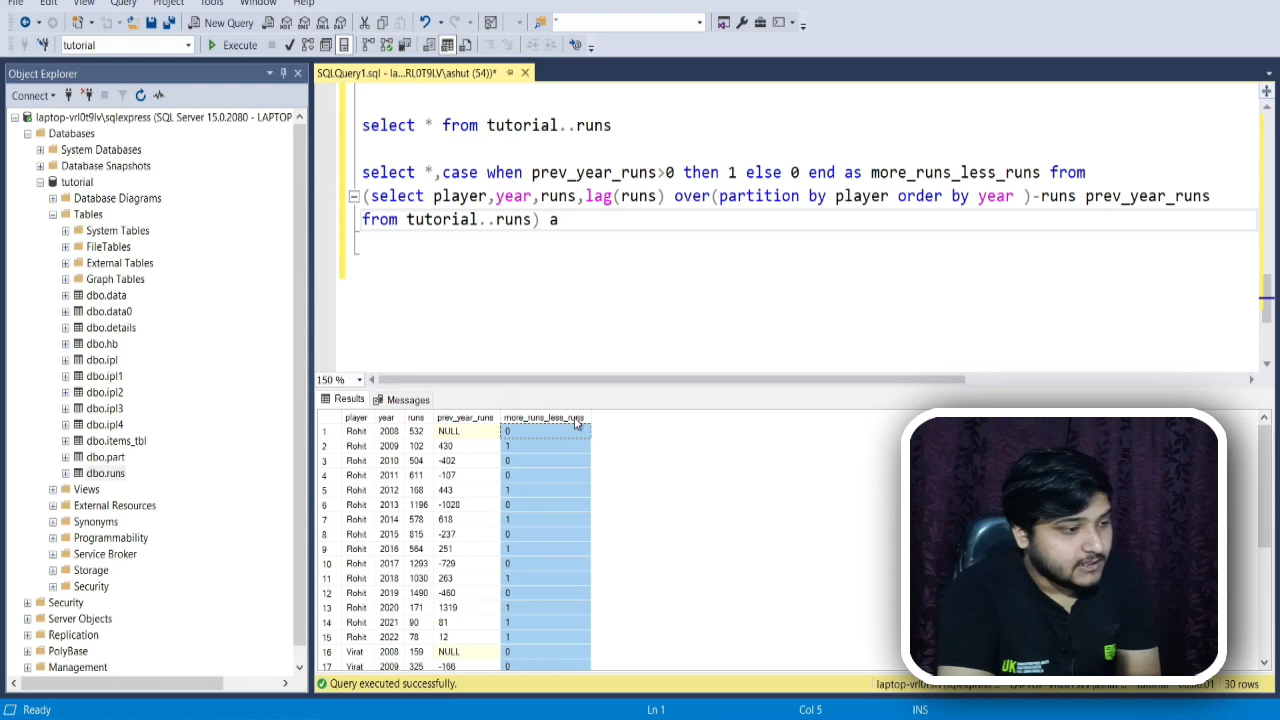 File Edit View Query Project Tools Window Help
New Query
tutorial Execute
Object Explorer
SQLQuery1.sql - la...RL0T9LV\ashut (54))*
Connect
laptop-vrl0t9lv\sqlexpress (SQL Server 15.0.2080 - LAPTOP
Databases
System Databases
Database Snapshots
tutorial
Database Diagrams
Tables
System Tables
FileTables
External Tables
Graph Tables
dbo.data
dbo.data0
dbo.details
dbo.hb
dbo.ipl
dbo.ipl1
dbo.ipl2
dbo.ipl3
dbo.ipl4
dbo.items_tbl
dbo.part
dbo.runs
Views
External Resources
Synonyms
Programmability
Service Broker
Storage
Security
Security
Server Objects
Replication
PolyBase
Management
select * from tutorial..runs
select *,case when prev_year_runs>0 then 1 else 0 end as more_runs_less_runs from
(select player,year,runs,lag(runs) over(partition by player order by year )-runs prev_year_runs
from tutorial..runs) a
150 %
Results Messages
player year runs prev_year_runs more_runs_less_runs
1 Rohit 2008 532 NULL 0
2 Rohit 2009 102 430 1
3 Rohit 2010 504 -402 0
4 Rohit 2011 611 -107 0
5 Rohit 2012 168 443 1
6 Rohit 2013 1196 -1028 0
7 Rohit 2014 578 618 1
8 Rohit 2015 815 -237 0
9 Rohit 2016 564 251 1
10 Rohit 2017 1293 -729 0
11 Rohit 2018 1030 263 1
12 Rohit 2019 1490 -460 0
13 Rohit 2020 171 1319 1
14 Rohit 2021 90 81 1
15 Rohit 2022 78 12 1
16 Virat 2008 159 NULL 0
17 Virat 2009 325 -166 0
UK
Query executed successfully.
laptop-vrl0t9lv\sqlexpress 30 rows
Ready Ln 1 Col 5 INS